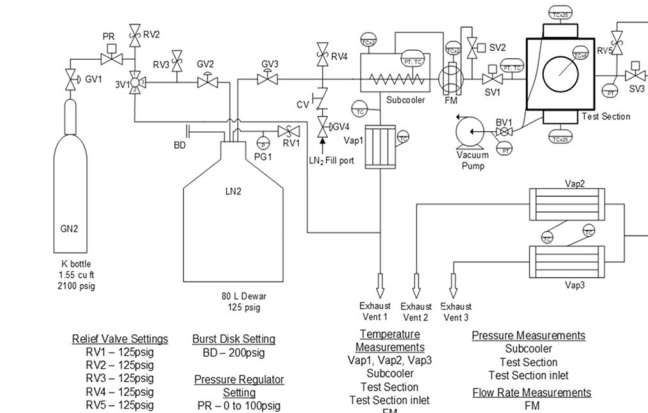 PR
RV2
RV3
GV1
3V1
GV2
GV3
RV4
CV
GV4
LN2 Fill port
BD
PG1
RV1
Subcooler
PT, TC
FM
SV2
SV1
PT, TC
RV5
PT
SV3
Test Section
BV1
PT
Vacuum
Pump
Vap1
TC
TC
Vap2
TC
TC
Vap3
GN2
K bottle
1.55 cu ft
2100 psig
LN2
80 L Dewar
125 psig
Exhaust
Vent 1
Exhaust
Vent 2
Exhaust
Vent 3
Relief Valve Settings
RV1 – 125psig
RV2 – 125psig
RV3 – 125psig
RV4 – 125psig
RV5 – 125psig
Burst Disk Setting
BD – 200psig
Pressure Regulator
Setting
PR – 0 to 100psig
Temperature
Measurements
Vap1, Vap2, Vap3
Subcooler
Test Section
Test Section inlet
FM
Pressure Measurements
Subcooler
Test Section
Test Section inlet
Flow Rate Measurements
FM